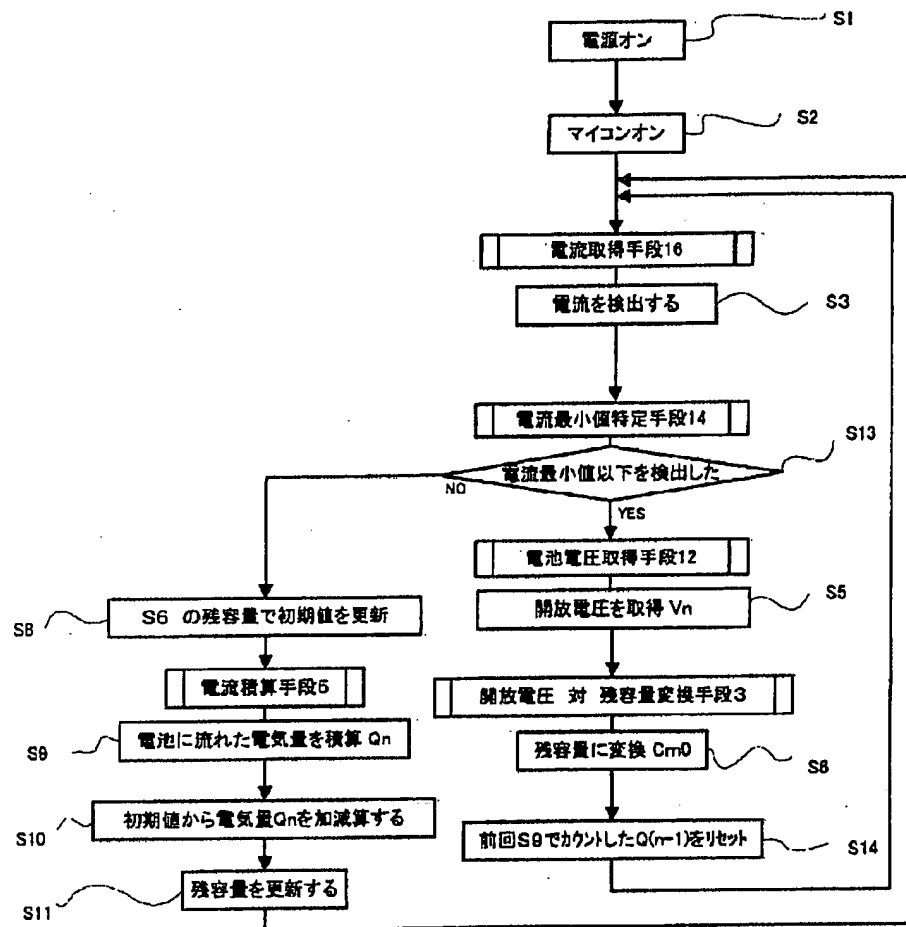 電源オン
S1
マイコンオン
S2
電流取得手段16
電流を検出する
S3
電流最小値特定手段14
電流最小値以下を検出した
S13
NO
YES
電池電圧取得手段12
開放電圧を取得 Vn
S5
開放電圧 対 残容量変換手段3
残容量に変換 Crn0
S6
前回S9でカウントしたQ(n-1)をリセット
S14
S6 の残容量で初期値を更新
S8
電流積算手段5
電池に流れた電気量を積算 Qn
S9
初期値から電気量Qnを加減算する
S10
残容量を更新する
S11